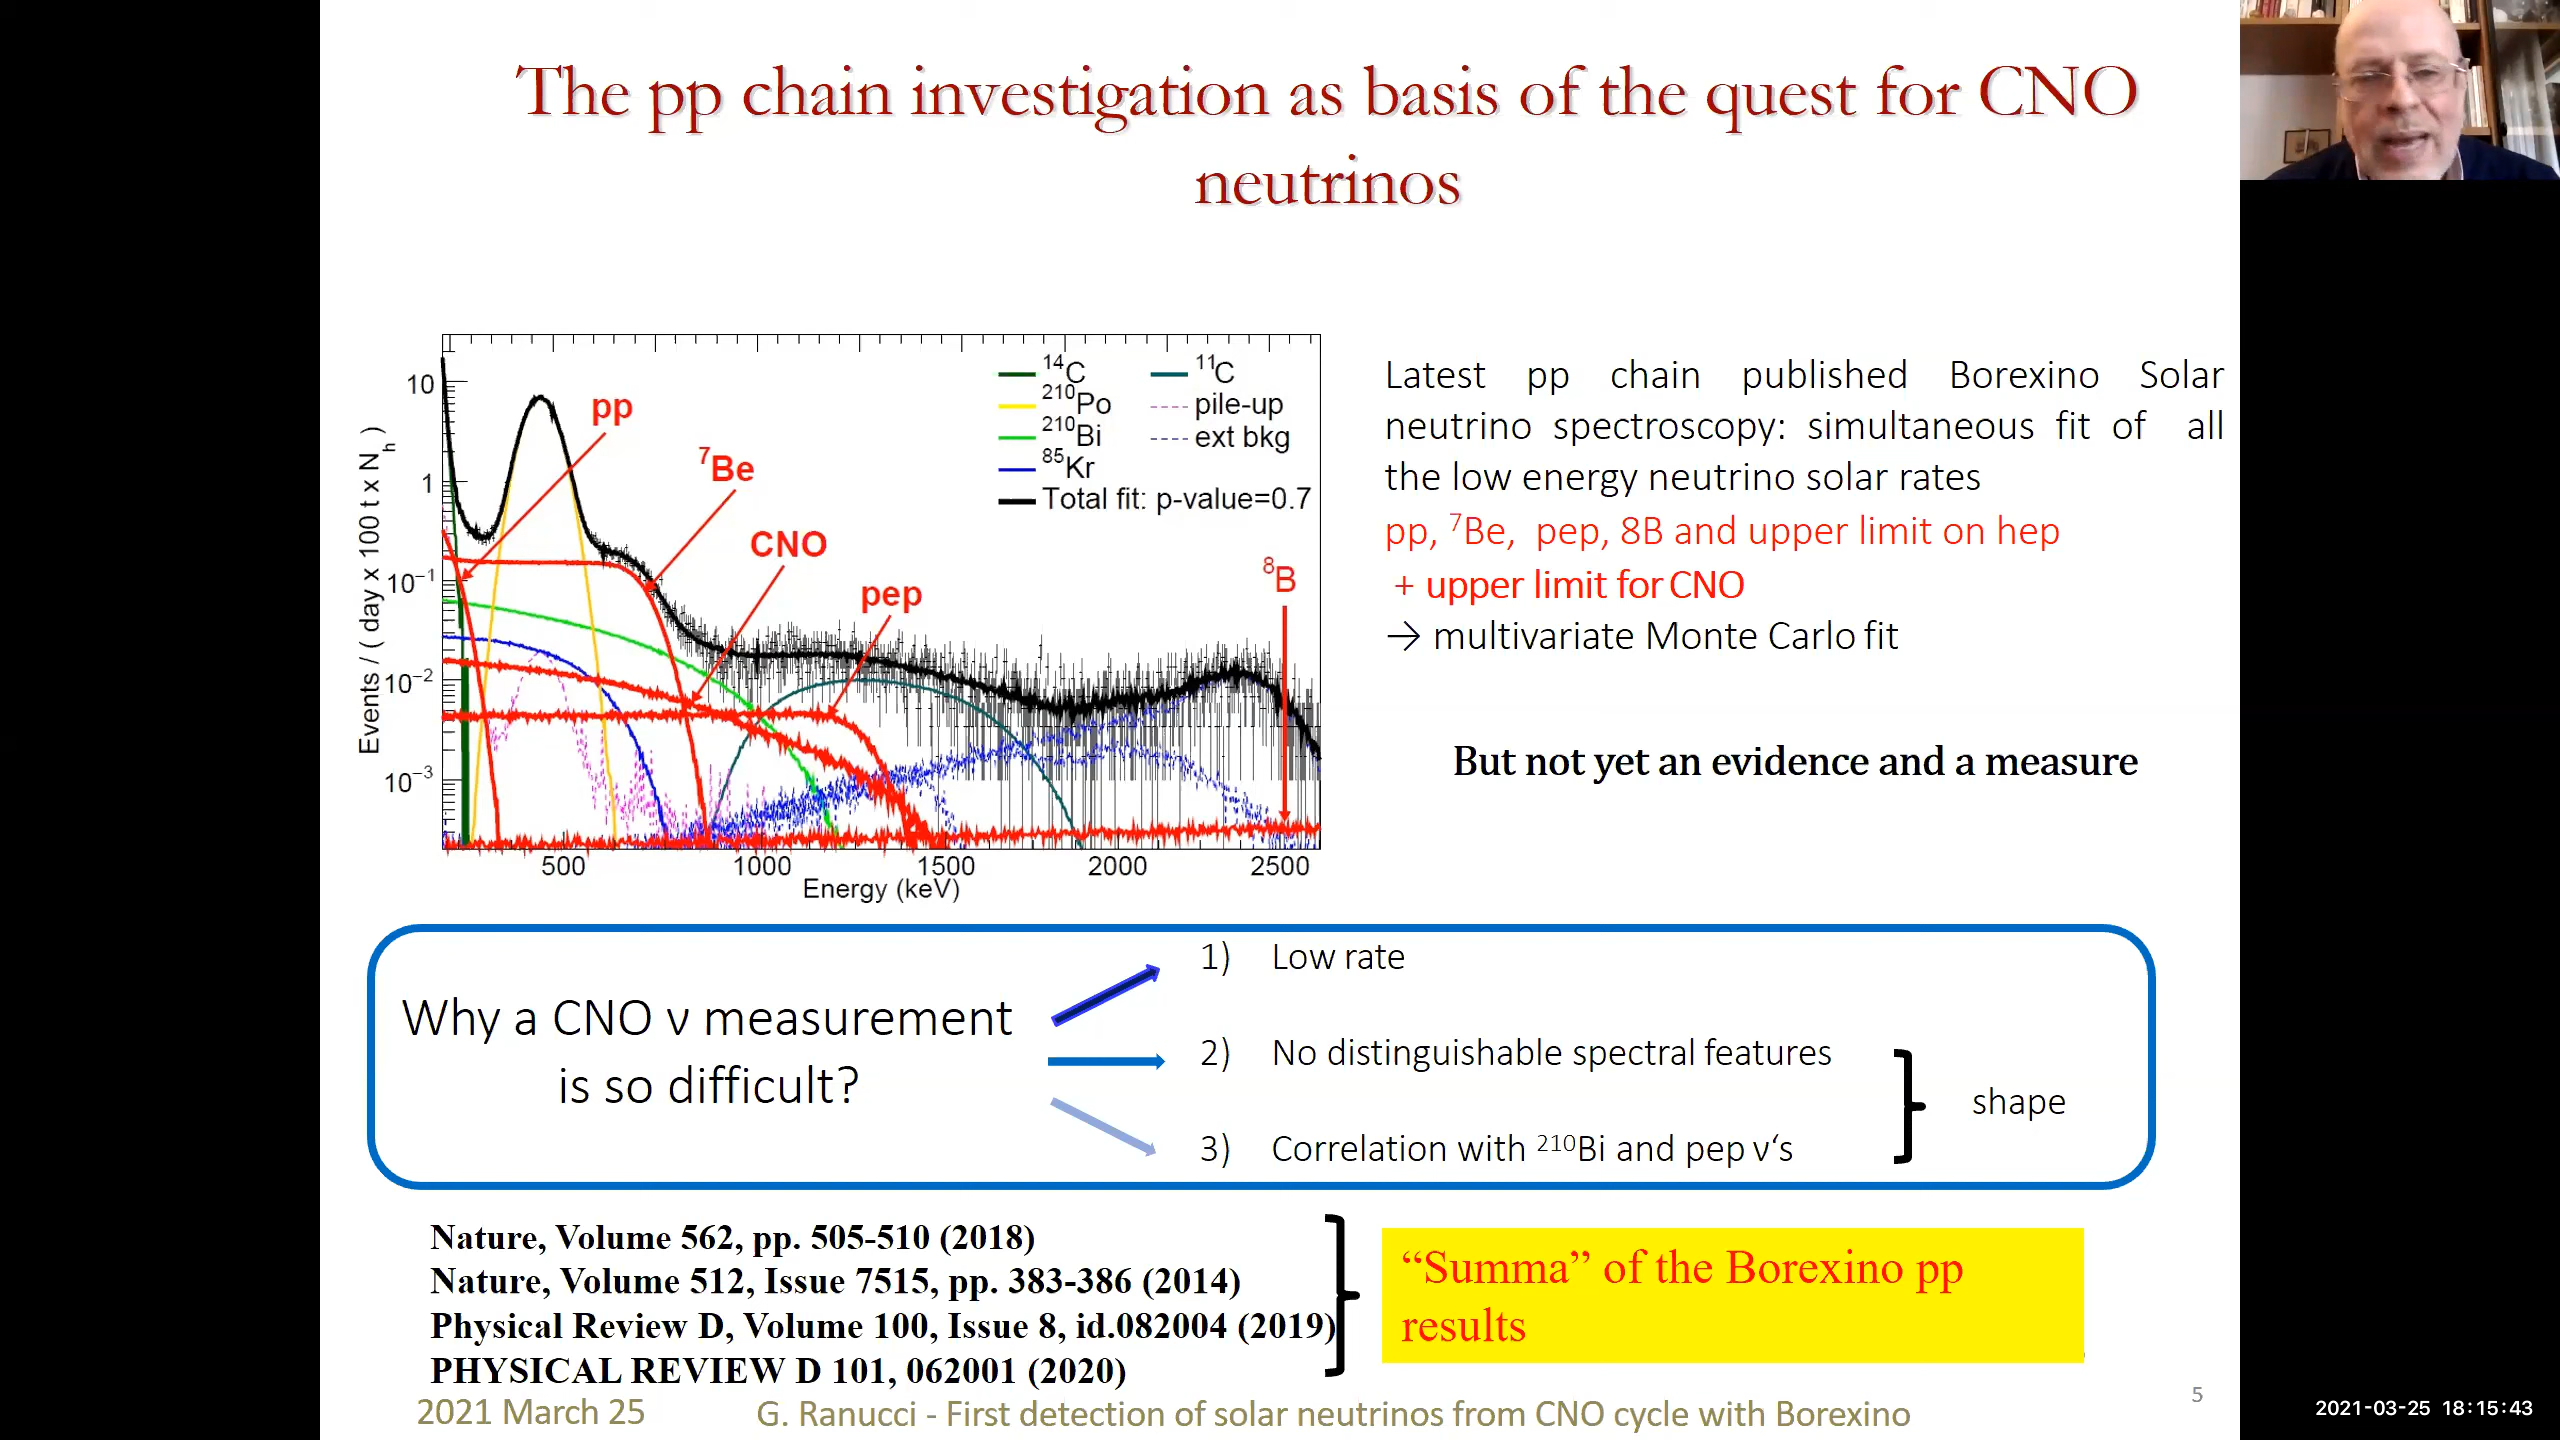 The pp chain investigation as basis of the quest for CNO
neutrinos
14C
11C
210Po
pile-up
210Bi
ext bkg
85Kr
Total fit: p-value=0.7
pp
7Be
CNO
pep
8B
10
1
10−1
10−2
10−3
Events / ( day x 100 t x Nh )
500
1000
1500
2000
2500
Energy (keV)
Latest pp chain published Borexino Solar
neutrino spectroscopy: simultaneous fit of all
the low energy neutrino solar rates
pp, 7Be, pep, 8B and upper limit on hep
+ upper limit for CNO
→ multivariate Monte Carlo fit
But not yet an evidence and a measure
Why a CNO ν measurement
is so difficult?
1) Low rate
2) No distinguishable spectral features
3) Correlation with 210Bi and pep ν‘s
shape
Nature, Volume 562, pp. 505-510 (2018)
Nature, Volume 512, Issue 7515, pp. 383-386 (2014)
Physical Review D, Volume 100, Issue 8, id.082004 (2019)
PHYSICAL REVIEW D 101, 062001 (2020)
“Summa” of the Borexino pp
results
2021 March 25
G. Ranucci - First detection of solar neutrinos from CNO cycle with Borexino
5
2021-03-25 18:15:43